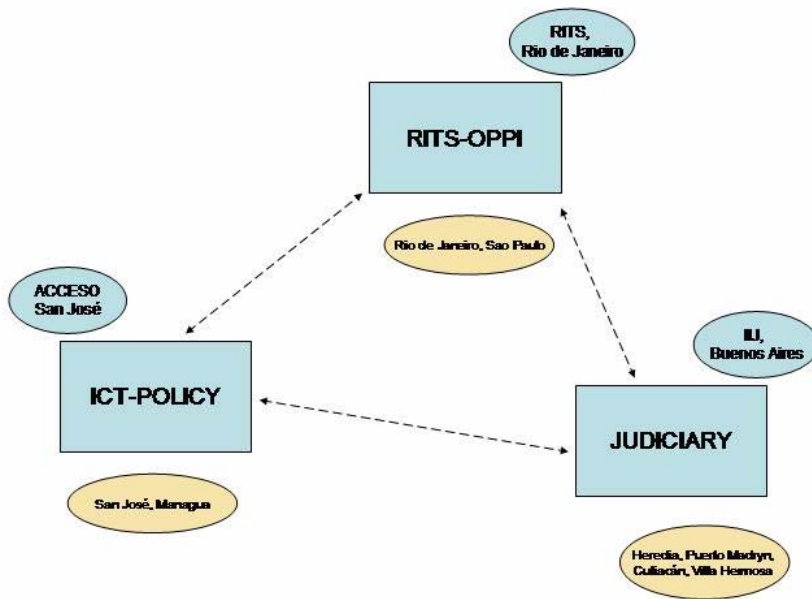 RITS,
Rio de Janeiro
RITS-OPPI
Rio de Janeiro, Sao Paulo
ACCESO
San José
ICT-POLICY
San José, Managua
IIJ,
Buenos Aires
JUDICIARY
Heredia, Puerto Madryn,
Culiacán, Villa Hermosa